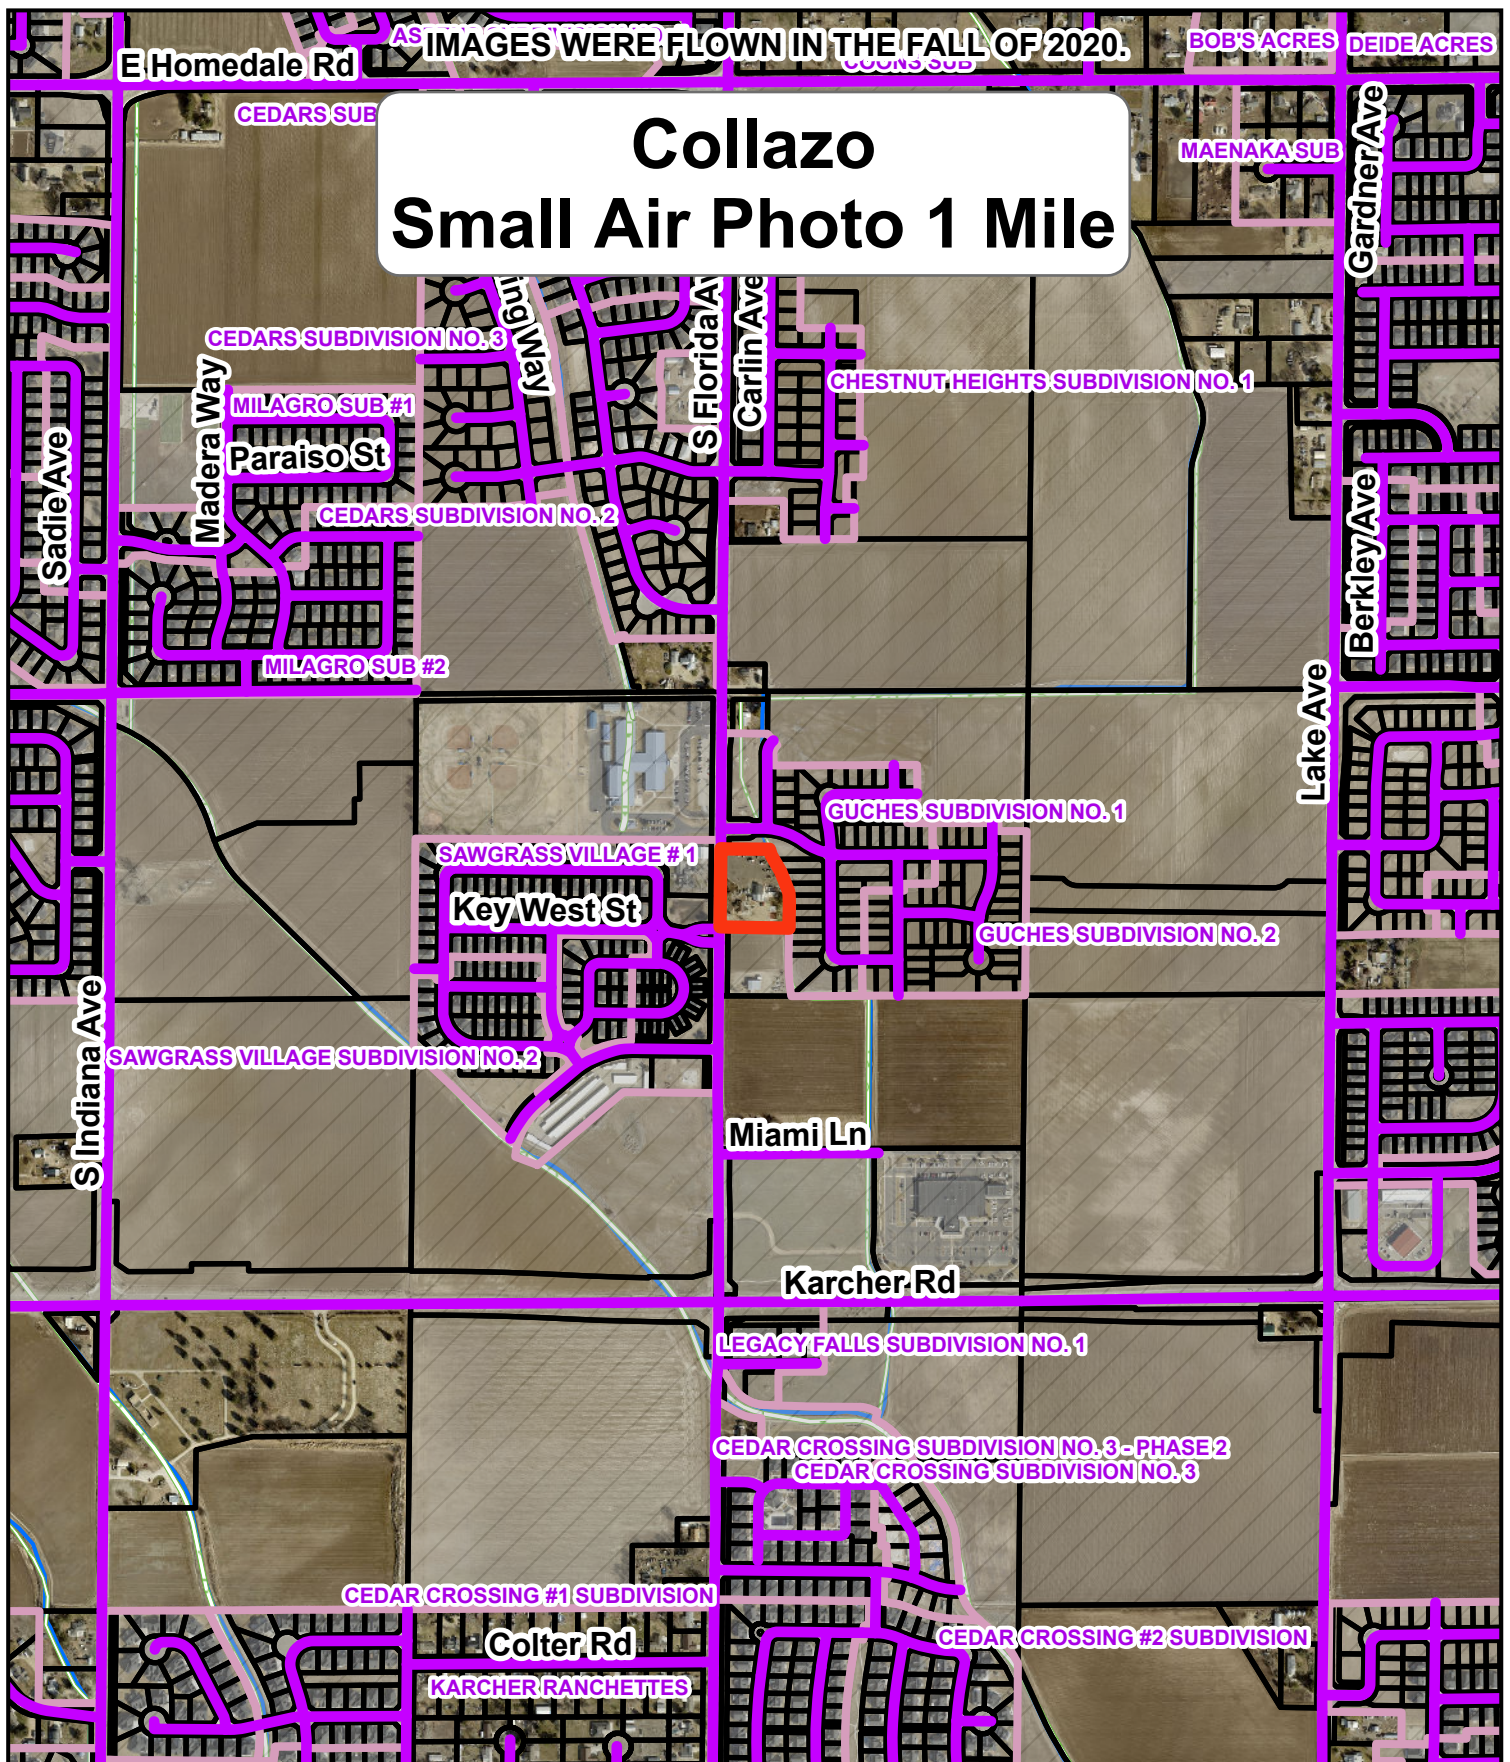 IMAGES WERE FLOWN IN THE FALL OF 2020.
BOB'S ACRES
DEIDE ACRES
E Homedale Rd
COONS SUB
CEDARS SUB
Collazo
Small Air Photo 1 Mile
MAENAKA SUB
Gardner Ave
ing Way
S Florida Av
Carlin Ave
CEDARS SUBDIVISION NO. 3
CHESTNUT HEIGHTS SUBDIVISION NO. 1
Madera Way
MILAGRO SUB #1
Paraiso St
Sadie Ave
CEDARS SUBDIVISION NO. 2
Berkley Ave
MILAGRO SUB #2
Lake Ave
GUCHES SUBDIVISION NO. 1
SAWGRASS VILLAGE # 1
Key West St
GUCHES SUBDIVISION NO. 2
S Indiana Ave
SAWGRASS VILLAGE SUBDIVISION NO. 2
Miami Ln
Karcher Rd
LEGACY FALLS SUBDIVISION NO. 1
CEDAR CROSSING SUBDIVISION NO. 3 - PHASE 2
CEDAR CROSSING SUBDIVISION NO. 3
CEDAR CROSSING #1 SUBDIVISION
Colter Rd
CEDAR CROSSING #2 SUBDIVISION
KARCHER RANCHETTES